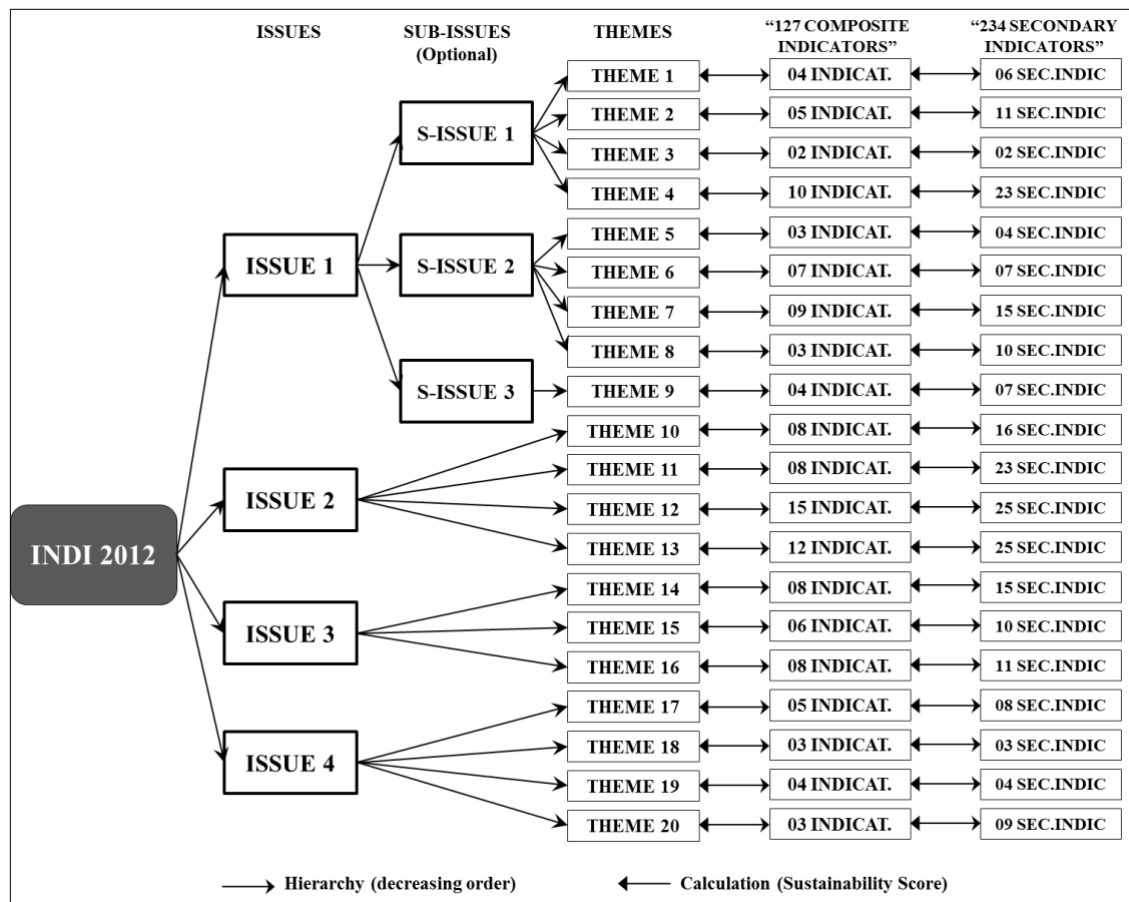 ISSUES
SUB-ISSUES
(Optional)
THEMES
“127 COMPOSITE
INDICATORS”
“234 SECONDARY
INDICATORS”
THEME 1
04 INDICAT.
06 SEC.INDIC
THEME 2
05 INDICAT.
11 SEC.INDIC
S-ISSUE 1
THEME 3
02 INDICAT.
02 SEC.INDIC
THEME 4
10 INDICAT.
23 SEC.INDIC
THEME 5
03 INDICAT.
04 SEC.INDIC
ISSUE 1
S-ISSUE 2
THEME 6
07 INDICAT.
07 SEC.INDIC
THEME 7
09 INDICAT.
15 SEC.INDIC
THEME 8
03 INDICAT.
10 SEC.INDIC
S-ISSUE 3
THEME 9
04 INDICAT.
07 SEC.INDIC
THEME 10
08 INDICAT.
16 SEC.INDIC
THEME 11
08 INDICAT.
23 SEC.INDIC
ISSUE 2
THEME 12
15 INDICAT.
25 SEC.INDIC
INDI 2012
THEME 13
12 INDICAT.
25 SEC.INDIC
THEME 14
08 INDICAT.
15 SEC.INDIC
ISSUE 3
THEME 15
06 INDICAT.
10 SEC.INDIC
THEME 16
08 INDICAT.
11 SEC.INDIC
THEME 17
05 INDICAT.
08 SEC.INDIC
ISSUE 4
THEME 18
03 INDICAT.
03 SEC.INDIC
THEME 19
04 INDICAT.
04 SEC.INDIC
THEME 20
03 INDICAT.
09 SEC.INDIC
Hierarchy (decreasing order)
Calculation (Sustainability Score)